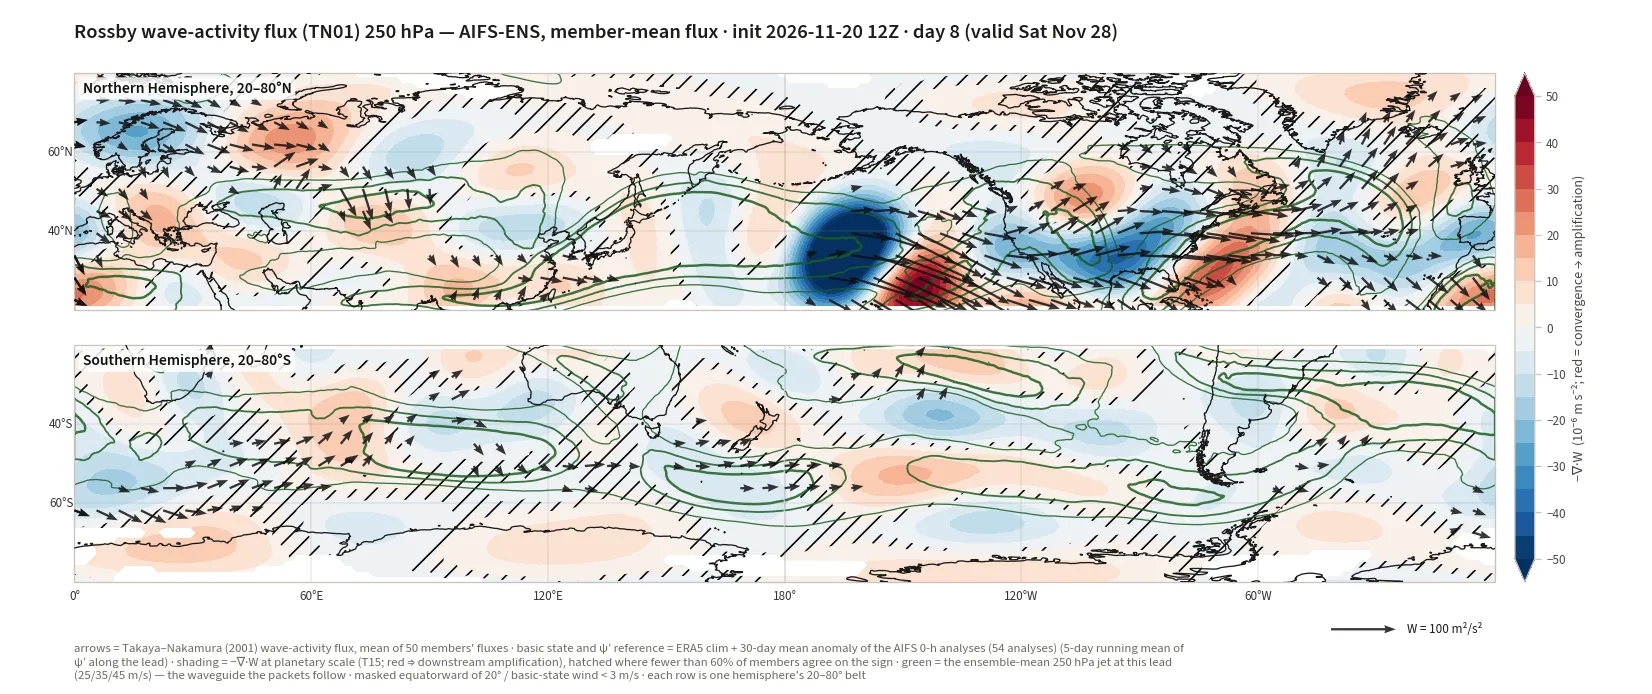 Rossby wave-activity flux (TN01) 250 hPa — AIFS-ENS, member-mean flux · init 2026-11-20 12Z · day 8 (valid Sat Nov 28)
Northern Hemisphere, 20–80°N
60°N
40°N
Southern Hemisphere, 20–80°S
40°S
60°S
0°
60°E
120°E
180°
120°W
60°W
50
40
30
20
10
0
−10
−20
−30
−40
−50
−∇·W (10⁻⁶ m s⁻²; red = convergence → amplification)
W = 100 m²/s²
arrows = Takaya–Nakamura (2001) wave-activity flux, mean of 50 members' fluxes · basic state and ψ' reference = ERA5 clim + 30-day mean anomaly of the AIFS 0-h analyses (54 analyses) (5-day running mean of
ψ' along the lead) · shading = −∇·W at planetary scale (T15; red ⇒ downstream amplification), hatched where fewer than 60% of members agree on the sign · green = the ensemble-mean 250 hPa jet at this lead
(25/35/45 m/s) — the waveguide the packets follow · masked equatorward of 20° / basic-state wind < 3 m/s · each row is one hemisphere's 20–80° belt